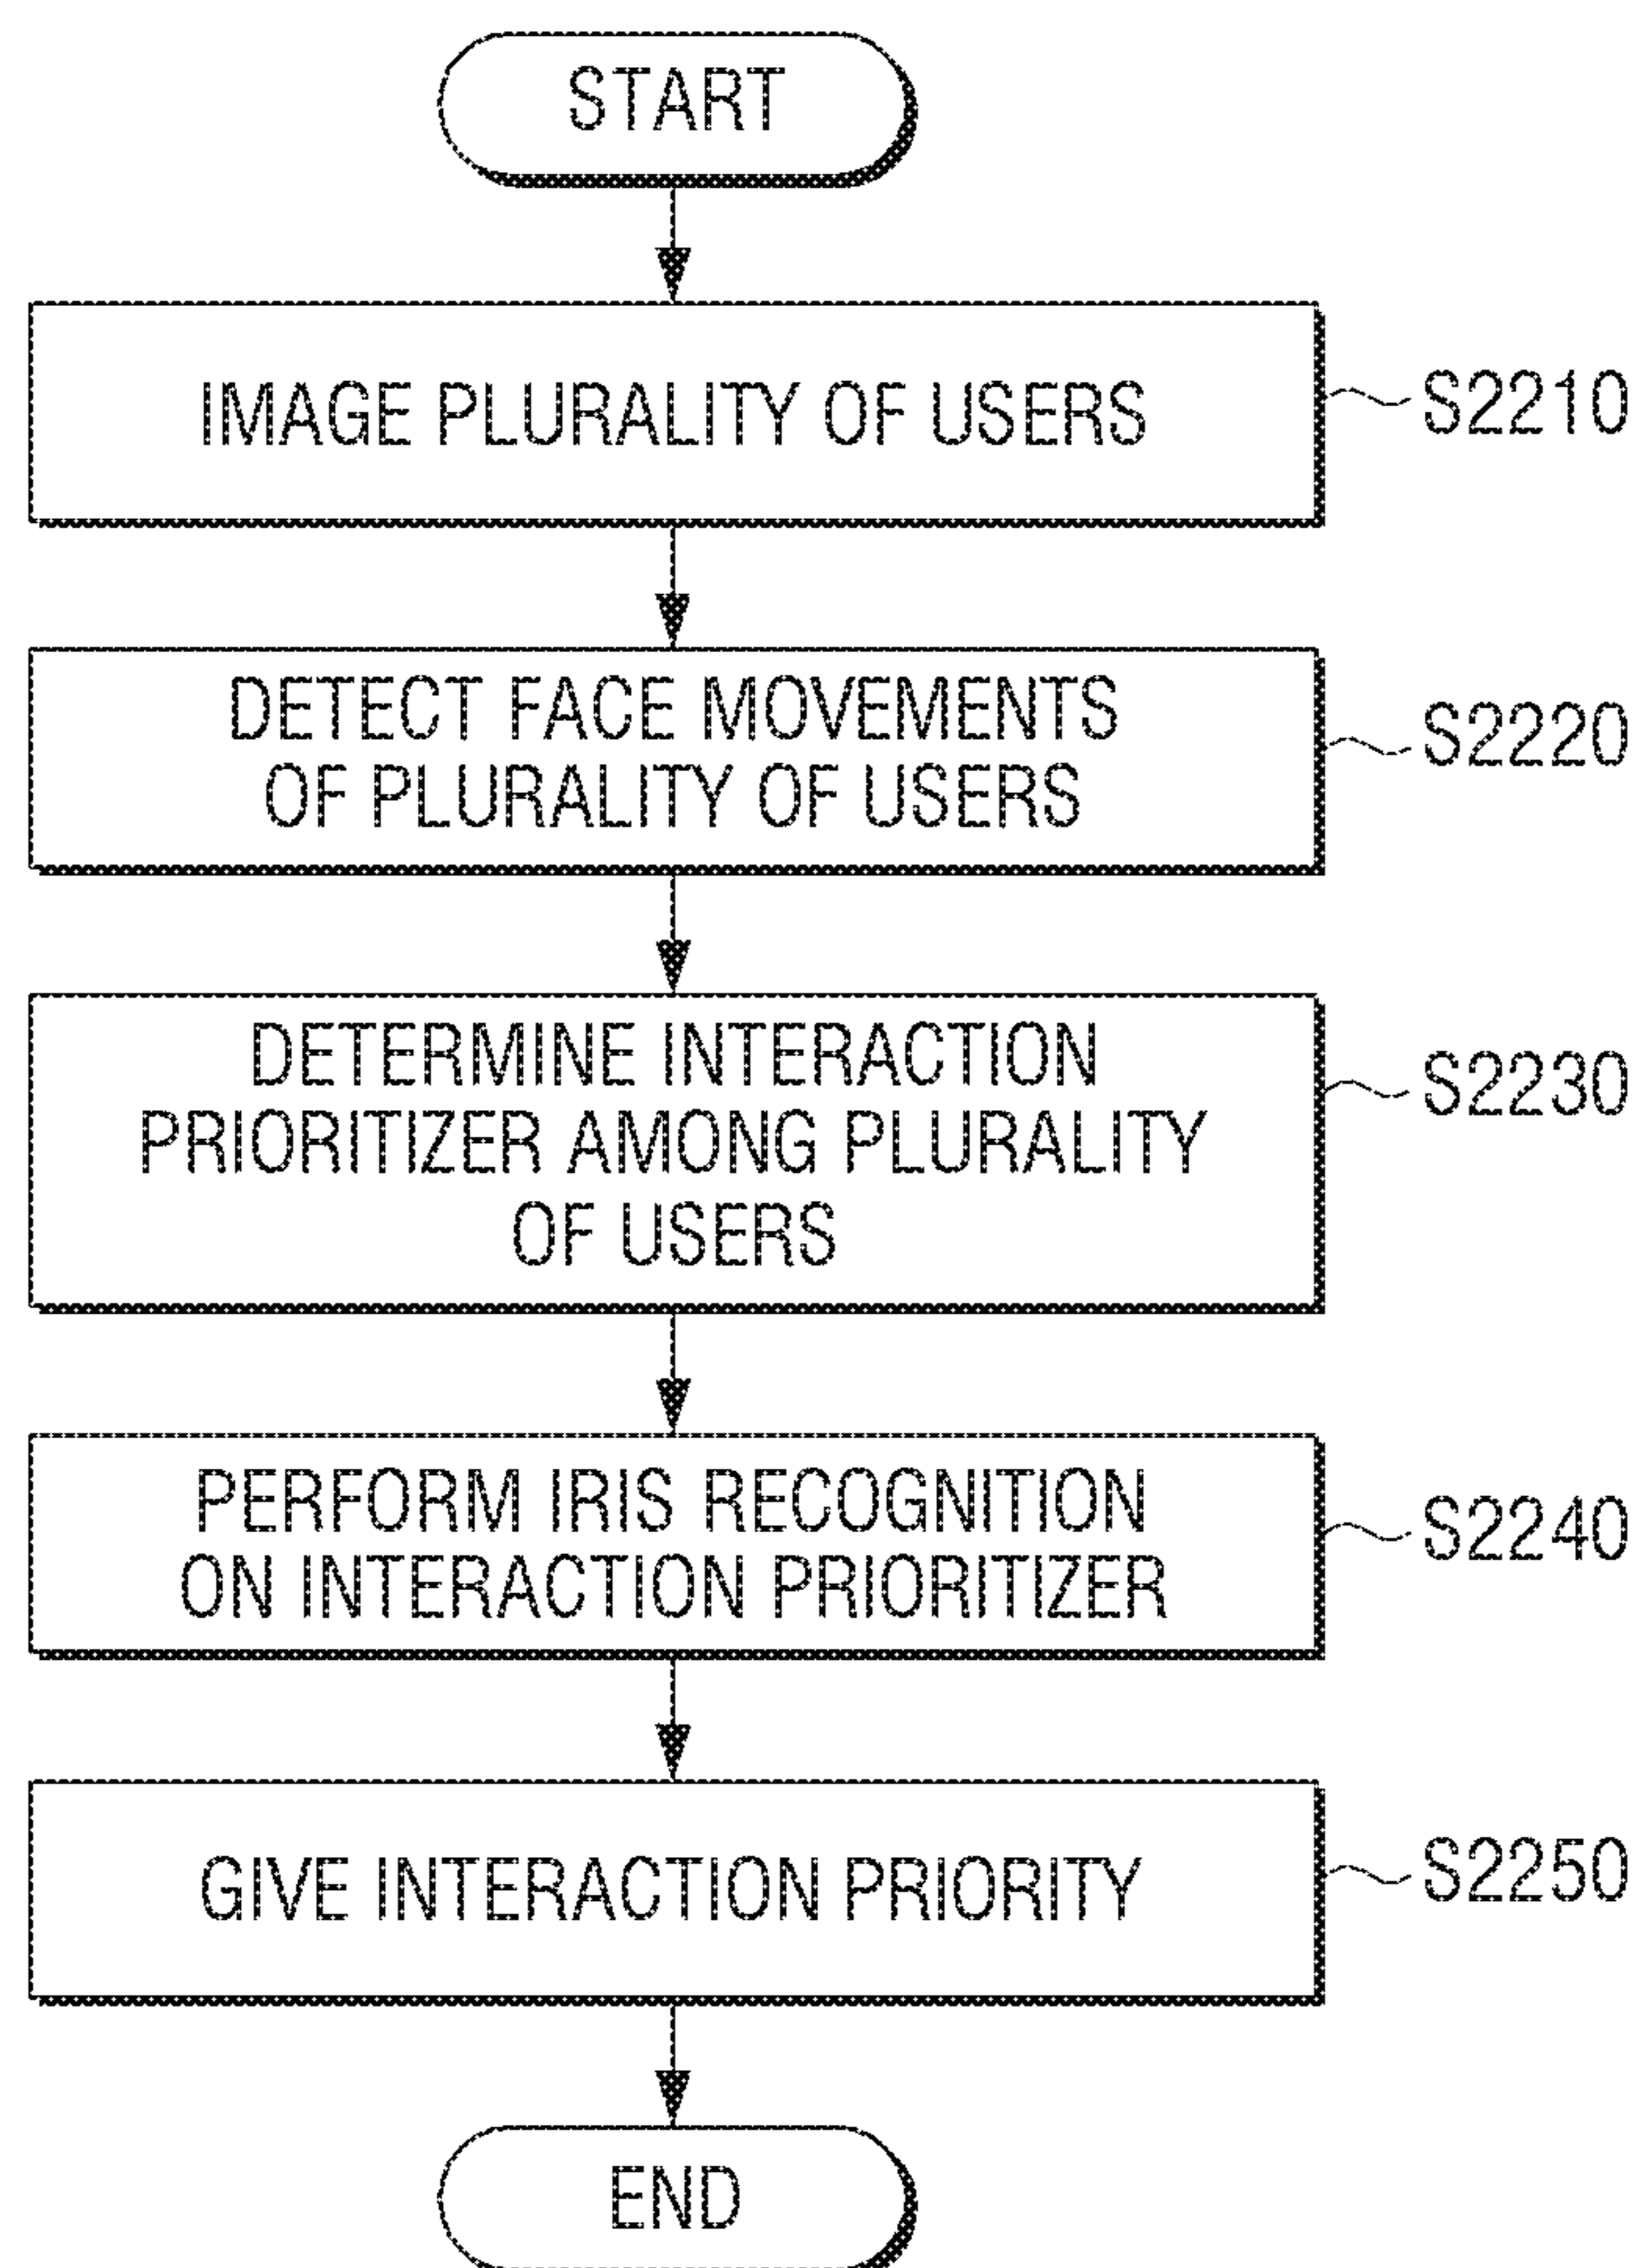 START
IMAGE PLURALITY OF USERS
S2210
DETECT FACE MOVEMENTS
OF PLURALITY OF USERS
S2220
DETERMINE INTERACTION
PRIORITIZER AMONG PLURALITY
OF USERS
S2230
PERFORM IRIS RECOGNITION
ON INTERACTION PRIORITIZER
S2240
GIVE INTERACTION PRIORITY
S2250
END